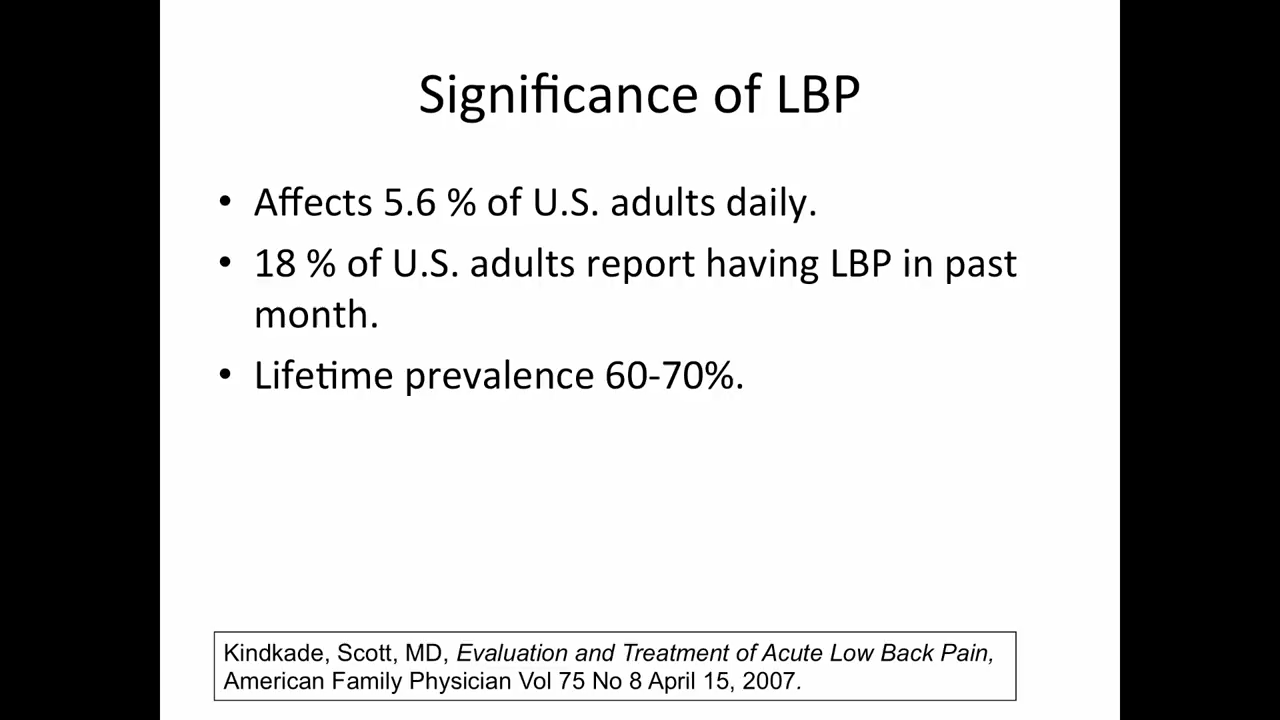 Significance of LBP
• Affects 5.6 % of U.S. adults daily.
• 18 % of U.S. adults report having LBP in past
month.
• Lifetime prevalence 60-70%.
Kindkade, Scott, MD, Evaluation and Treatment of Acute Low Back Pain,
American Family Physician Vol 75 No 8 April 15, 2007.